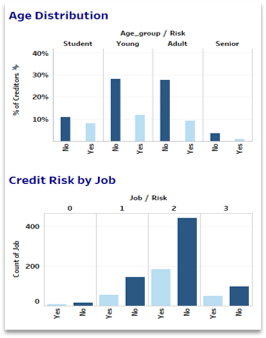 Age Distribution
Age_group / Risk
Student Young Adult Senior
40%
30%
20%
10%
% of Creditors
No Yes No Yes No Yes No Yes
Credit Risk by Job
Job / Risk
0 1 2 3
400
200
0
Count of Job
Yes No Yes No Yes No Yes No